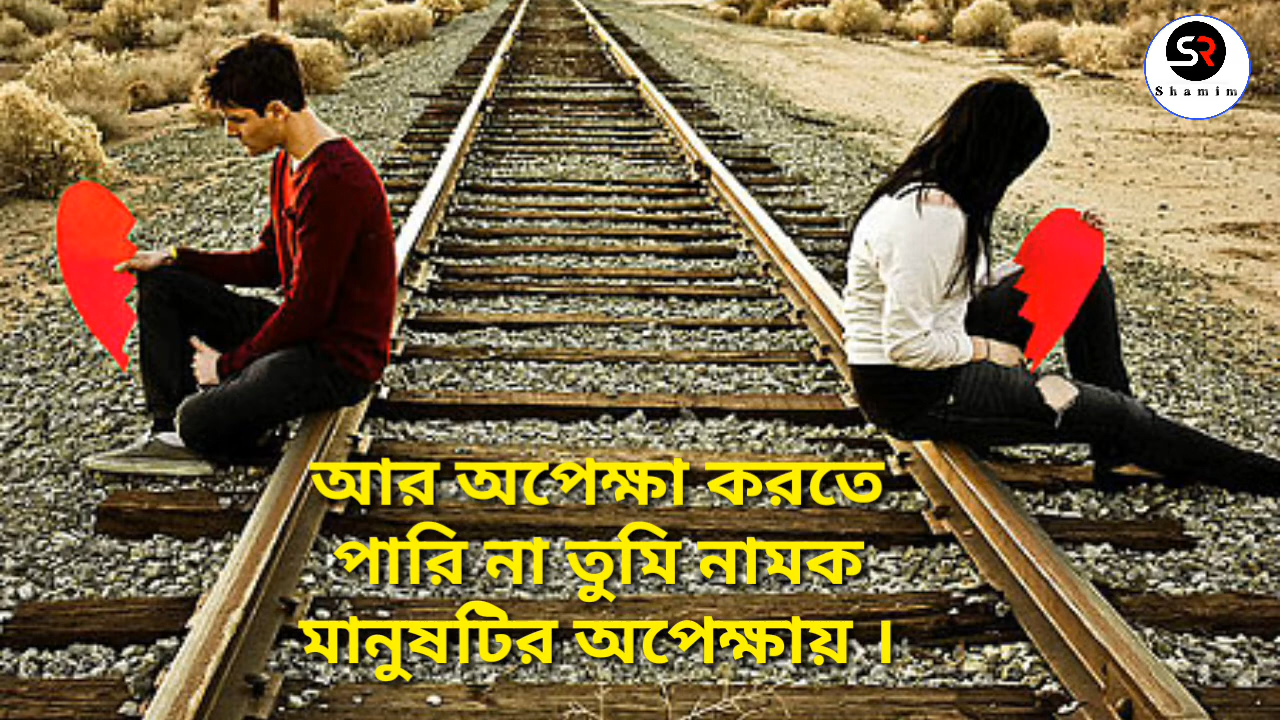 SR
Shamim
আর অপেক্ষা করতে
পারি না তুমি নামক
মানুষটির অপেক্ষায় ।